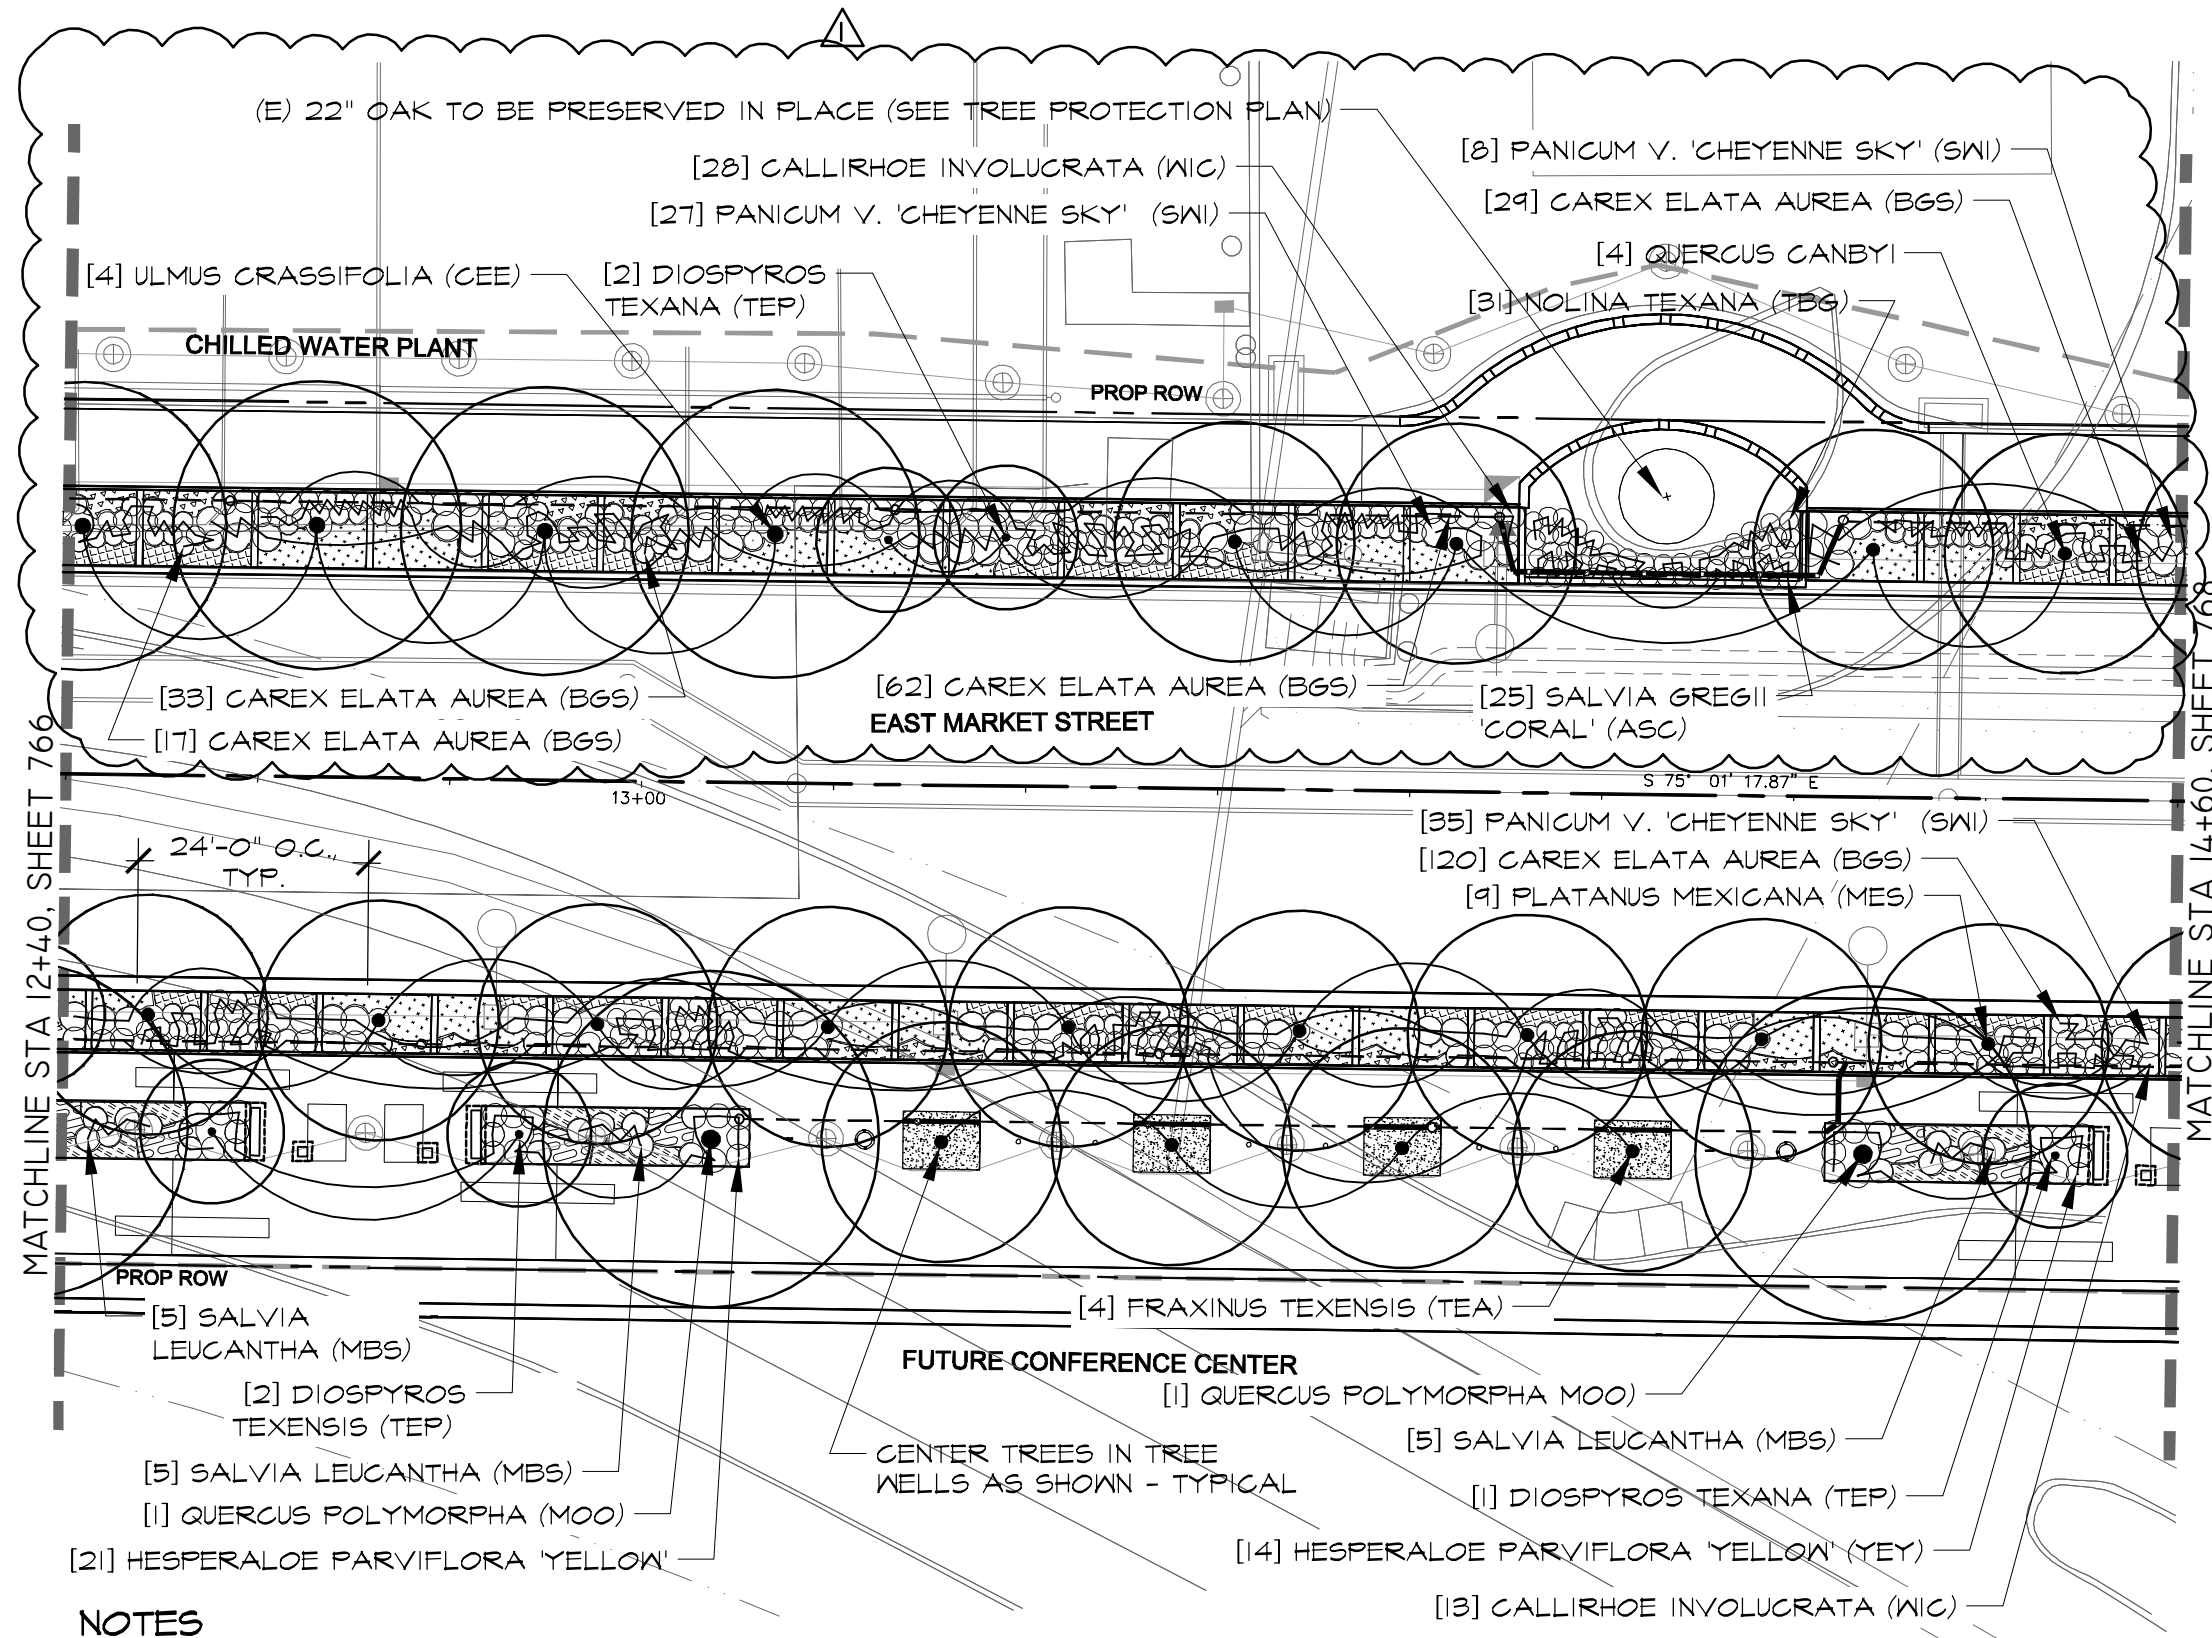 1
(E) 22" OAK TO BE PRESERVED IN PLACE (SEE TREE PROTECTION PLAN)
[28] CALLIRHOE INVOLUCRATA (WIC)
[27] PANICUM V. 'CHEYENNE SKY' (SWI)
[8] PANICUM V. 'CHEYENNE SKY' (SWI)
[29] CAREX ELATA AUREA (BGS)
[4] QUERCUS CANBYI
[31] NOLINA TEXANA (TBG)
[4] ULMUS CRASSIFOLIA (CEE)
[2] DIOSPYROS
TEXANA (TEP)
CHILLED WATER PLANT
PROP ROW
[33] CAREX ELATA AUREA (BGS)
[17] CAREX ELATA AUREA (BGS)
[62] CAREX ELATA AUREA (BGS)
EAST MARKET STREET
[25] SALVIA GREGII
'CORAL' (ASC)
MATCHLINE STA 12+40, SHEET 766
MATCHLINE STA 14+60, SHEET 768
13+00
S 75° 01' 17.87" E
24'-0" O.C.,
TYP.
[35] PANICUM V. 'CHEYENNE SKY' (SWI)
[120] CAREX ELATA AUREA (BGS)
[9] PLATANUS MEXICANA (MES)
PROP ROW
[5] SALVIA
LEUCANTHA (MBS)
[2] DIOSPYROS
TEXENSIS (TEP)
[5] SALVIA LEUCANTHA (MBS)
[1] QUERCUS POLYMORPHA (MOO)
[21] HESPERALOE PARVIFLORA 'YELLOW'
[4] FRAXINUS TEXENSIS (TEA)
FUTURE CONFERENCE CENTER
[1] QUERCUS POLYMORPHA MOO)
CENTER TREES IN TREE
WELLS AS SHOWN - TYPICAL
[5] SALVIA LEUCANTHA (MBS)
[1] DIOSPYROS TEXANA (TEP)
[14] HESPERALOE PARVIFLORA 'YELLOW' (YEY)
[13] CALLIRHOE INVOLUCRATA (WIC)
NOTES